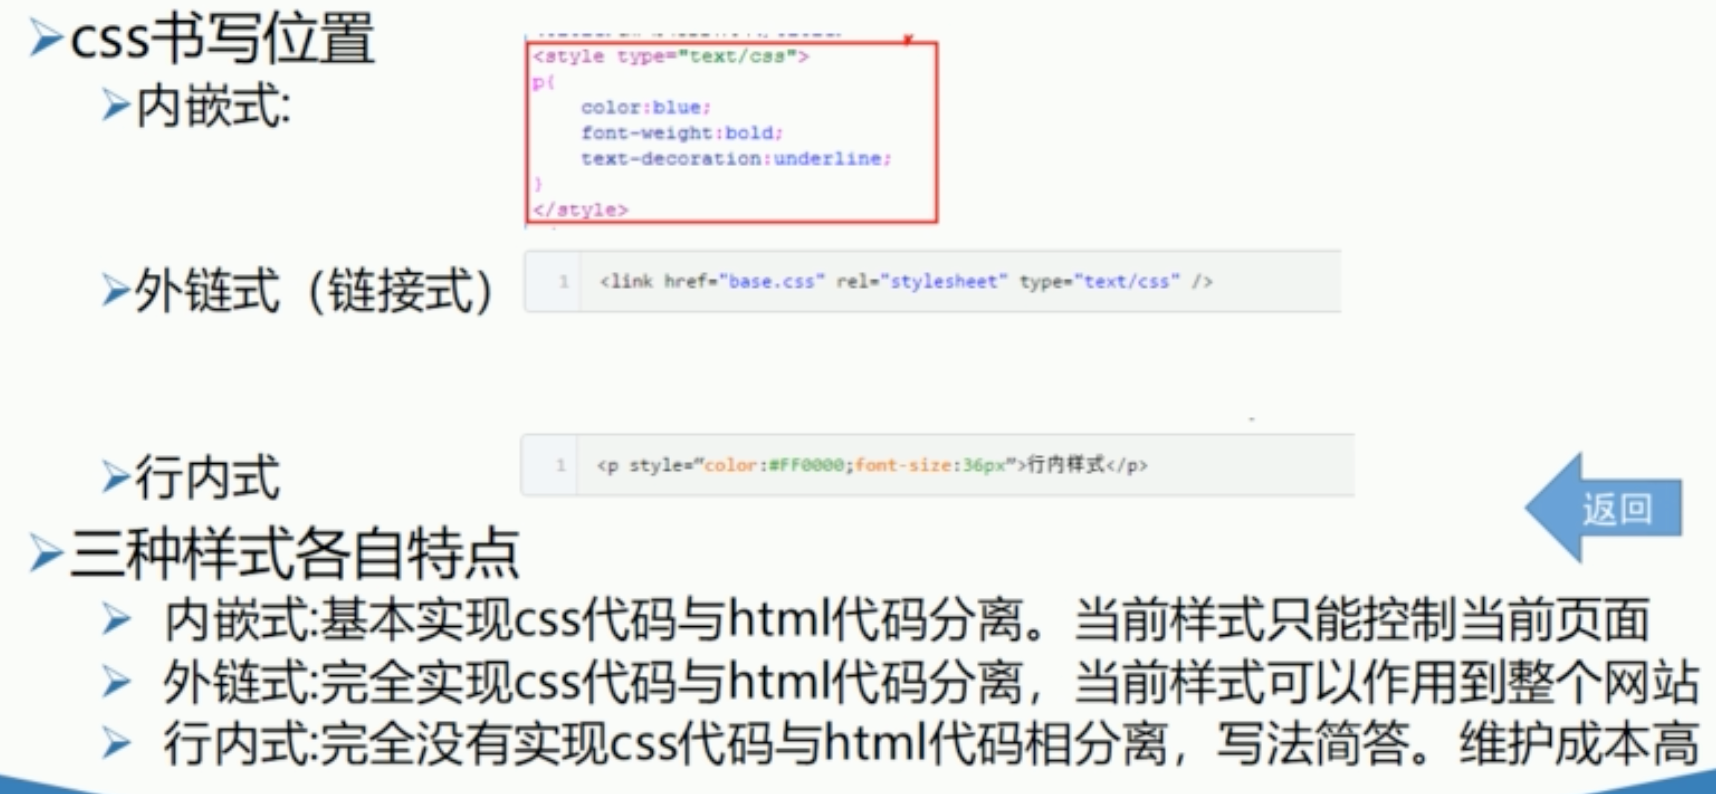 css书写位置
内嵌式:
<style type="text/css">
p{
color:blue;
font-weight:bold;
text-decoration:underline;
}
</style>
外链式（链接式）
1 <link href="base.css" rel="stylesheet" type="text/css" />
行内式
1 <p style="color:#FF0000;font-size:36px">行内样式</p>
返回
三种样式各自特点
内嵌式:基本实现css代码与html代码分离。当前样式只能控制当前页面
外链式:完全实现css代码与html代码分离，当前样式可以作用到整个网站
行内式:完全没有实现css代码与html代码相分离，写法简答。维护成本高